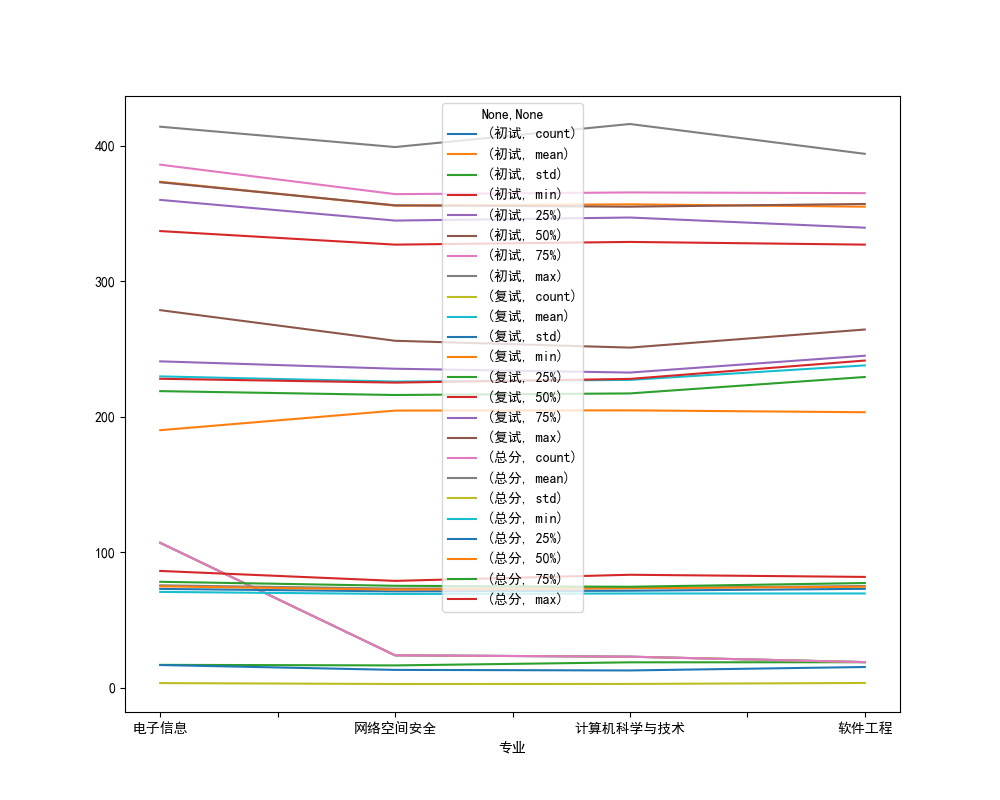 None,None
(初试, count)
(初试, mean)
(初试, std)
(初试, min)
(初试, 25%)
(初试, 50%)
(初试, 75%)
(初试, max)
(复试, count)
(复试, mean)
(复试, std)
(复试, min)
(复试, 25%)
(复试, 50%)
(复试, 75%)
(复试, max)
(总分, count)
(总分, mean)
(总分, std)
(总分, min)
(总分, 25%)
(总分, 50%)
(总分, 75%)
(总分, max)
400
300
200
100
0
电子信息 网络空间安全 计算机科学与技术 软件工程
专业